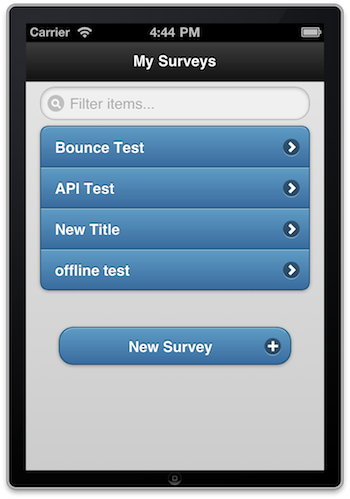 Carrier 4:44 PM
My Surveys
Filter items...
Bounce Test
API Test
New Title
offline test
New Survey